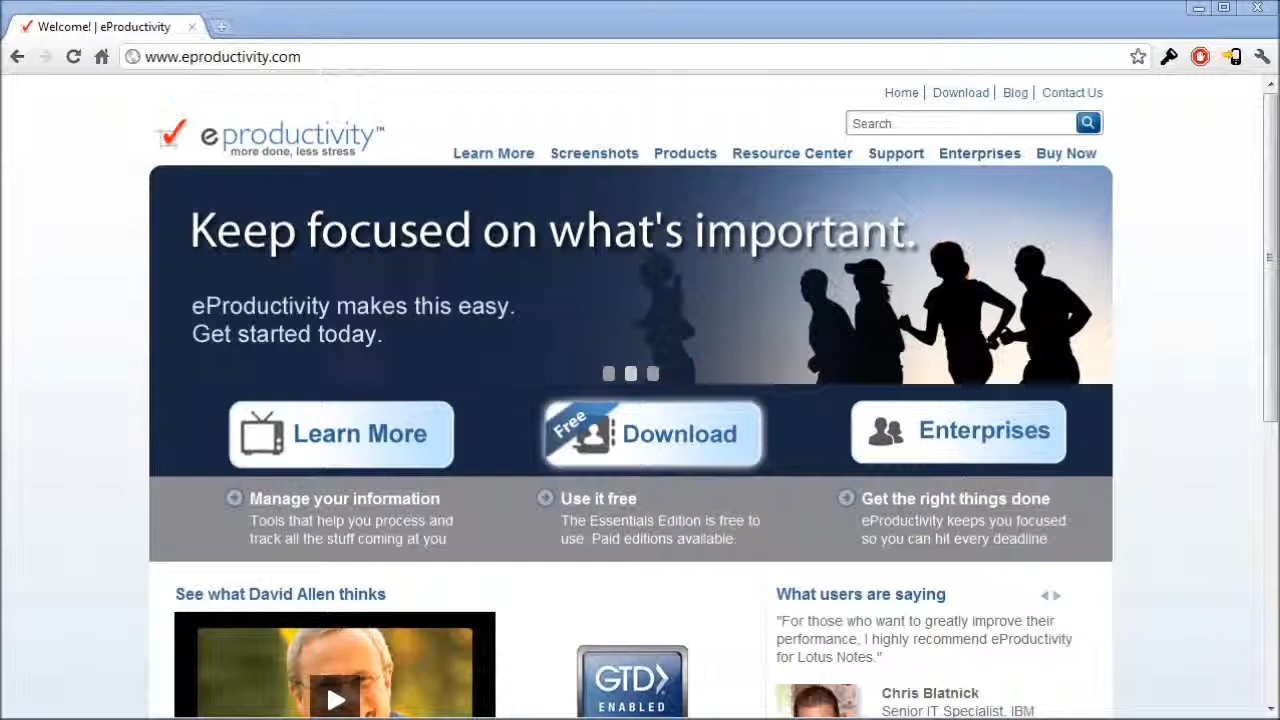 Welcome! | eProductivity
www.eproductivity.com
Home | Download | Blog | Contact Us
eproductivity™
more done, less stress
Search
Learn More Screenshots Products Resource Center Support Enterprises Buy Now
Keep focused on what's important.
eProductivity makes this easy.
Get started today.
Learn More
Free
Download
Enterprises
Manage your information
Tools that help you process and
track all the stuff coming at you
Use it free
The Essentials Edition is free to
use Paid editions available.
Get the right things done
eProductivity keeps you focused
so you can hit every deadline
See what David Allen thinks
GTD
ENABLED
What users are saying
"For those who want to greatly improve their
performance, I highly recommend eProductivity
for Lotus Notes."
Chris Blatnick
Senior IT Specialist, IBM